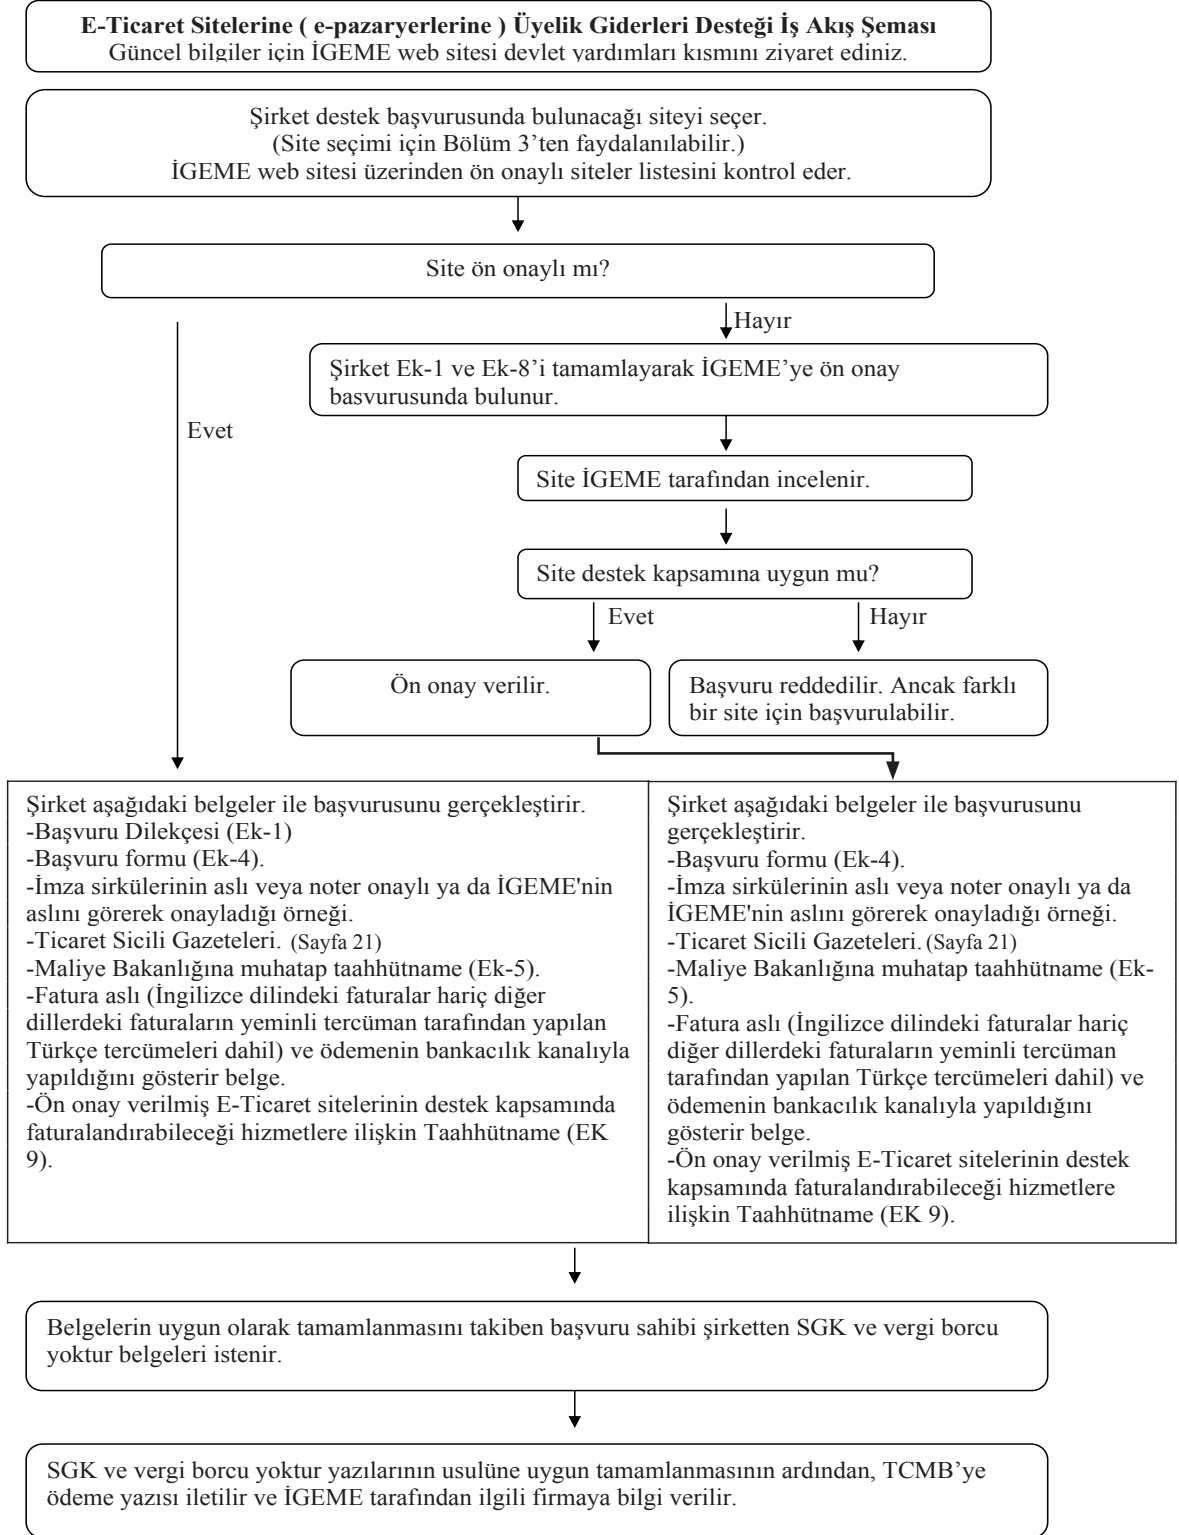 E-Ticaret Sitelerine ( e-pazaryerlerine ) Üyelik Giderleri Desteği İş Akış Şeması
Güncel bilgiler için İGEME web sitesi devlet yardımları kısmını ziyaret ediniz.
Şirket destek başvurusunda bulunacağı siteyi seçer.
(Site seçimi için Bölüm 3’ten faydalanılabilir.)
İGEME web sitesi üzerinden ön onaylı siteler listesini kontrol eder.
Site ön onaylı mı?
Hayır
Şirket Ek-1 ve Ek-8’i tamamlayarak İGEME’ye ön onay
basvurusunda bulunur.
Evet
Site İGEME tarafından incelenir.
Site destek kapsamına uygun mu?
Evet
Hayır
Ön onay verilir.
Başvuru reddedilir. Ancak farklı
bir site için başvurulabilir.
Şirket aşağıdaki belgeler ile başvurusunu gerçekleştirir.
-Başvuru Dilekçesi (Ek-1)
-Başvuru formu (Ek-4).
-İmza sirkülerinin aslı veya noter onaylı ya da İGEME'nin
aslını görerek onayladığı örneği.
-Ticaret Sicili Gazeteleri. (Sayfa 21)
-Maliye Bakanlığına muhatap taahhütname (Ek-5).
-Fatura aslı (İngilizce dilindeki faturalar hariç diğer
dillerdeki faturaların yeminli tercüman tarafından yapılan
Türkçe tercümeleri dahil) ve ödemenin bankacılık kanalıyla
yapıldığını gösterir belge.
-Ön onay verilmiş E-Ticaret sitelerinin destek kapsamında
faturalandırabileceği hizmetlere ilişkin Taahhütname (EK
9).
Şirket aşağıdaki belgeler ile başvurusunu
gerçekleştirir.
-Başvuru formu (Ek-4).
-İmza sirkülerinin aslı veya noter onaylı ya da
İGEME'nin aslını görerek onayladığı örneği.
-Ticaret Sicili Gazeteleri. (Sayfa 21)
-Maliye Bakanlığına muhatap taahhütname (Ek-
5).
-Fatura aslı (İngilizce dilindeki faturalar hariç
diğer dillerdeki faturaların yeminli tercüman
tarafından yapılan Türkçe tercümeleri dahil) ve
ödemenin bankacılık kanalıyla yapıldığını
gösterir belge.
-Ön onay verilmiş E-Ticaret sitelerinin destek
kapsamında faturalandırabileceği hizmetlere
ilişkin Taahhütname (EK 9).
Belgelerin uygun olarak tamamlanmasını takiben başvuru sahibi şirketten SGK ve vergi borcu
yoktur belgeleri istenir.
SGK ve vergi borcu yoktur yazılarının usulüne uygun tamamlanmasının ardından, TCMB’ye
ödeme yazısı iletilir ve İGEME tarafından ilgili firmaya bilgi verilir.